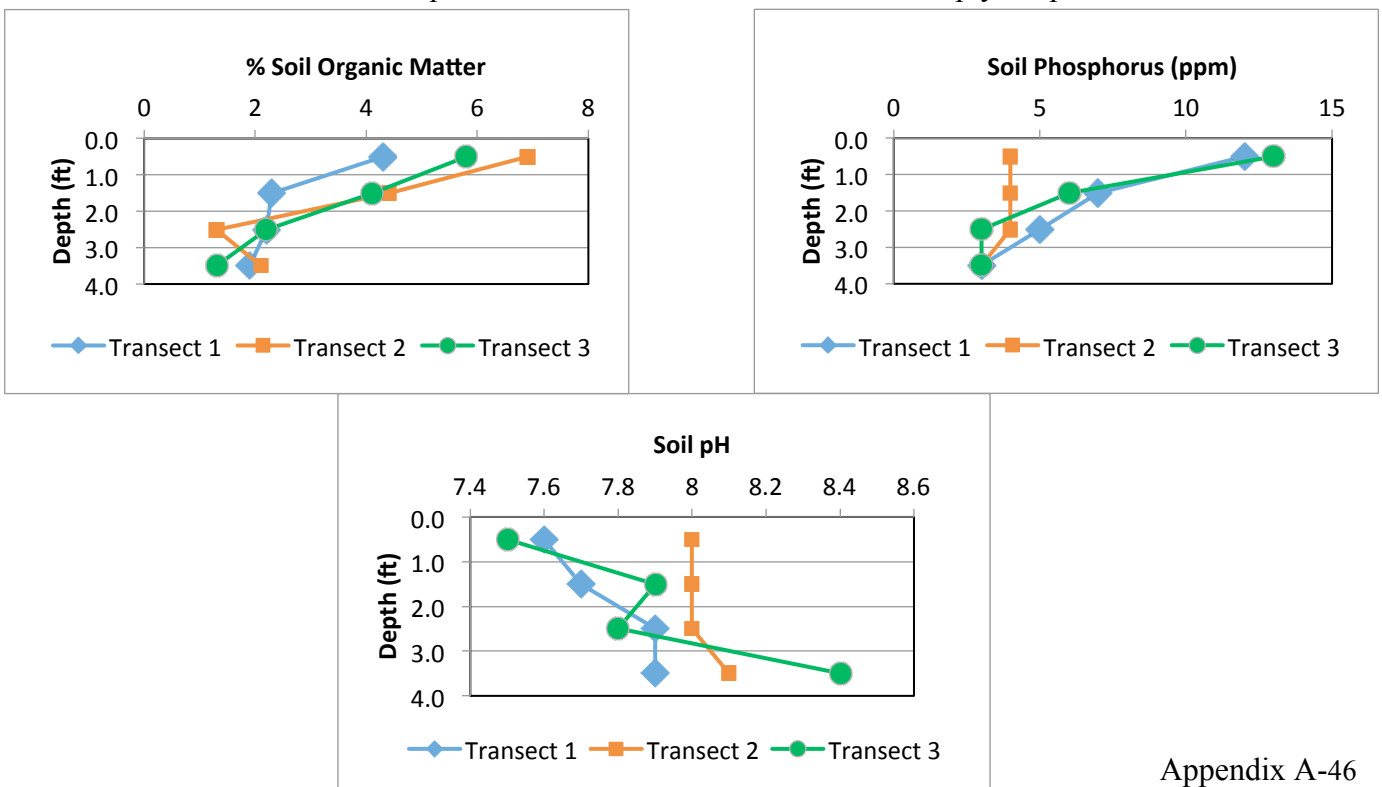 % Soil Organic Matter
0 2 4 6 8
0.0
1.0
2.0
3.0
4.0
Depth (ft)
Transect 1 Transect 2 Transect 3
Soil Phosphorus (ppm)
0 5 10 15
0.0
1.0
2.0
3.0
4.0
Depth (ft)
Transect 1 Transect 2 Transect 3
Soil pH
7.4 7.6 7.8 8 8.2 8.4 8.6
0.0
1.0
2.0
3.0
4.0
Depth (ft)
Transect 1 Transect 2 Transect 3
Appendix A-46